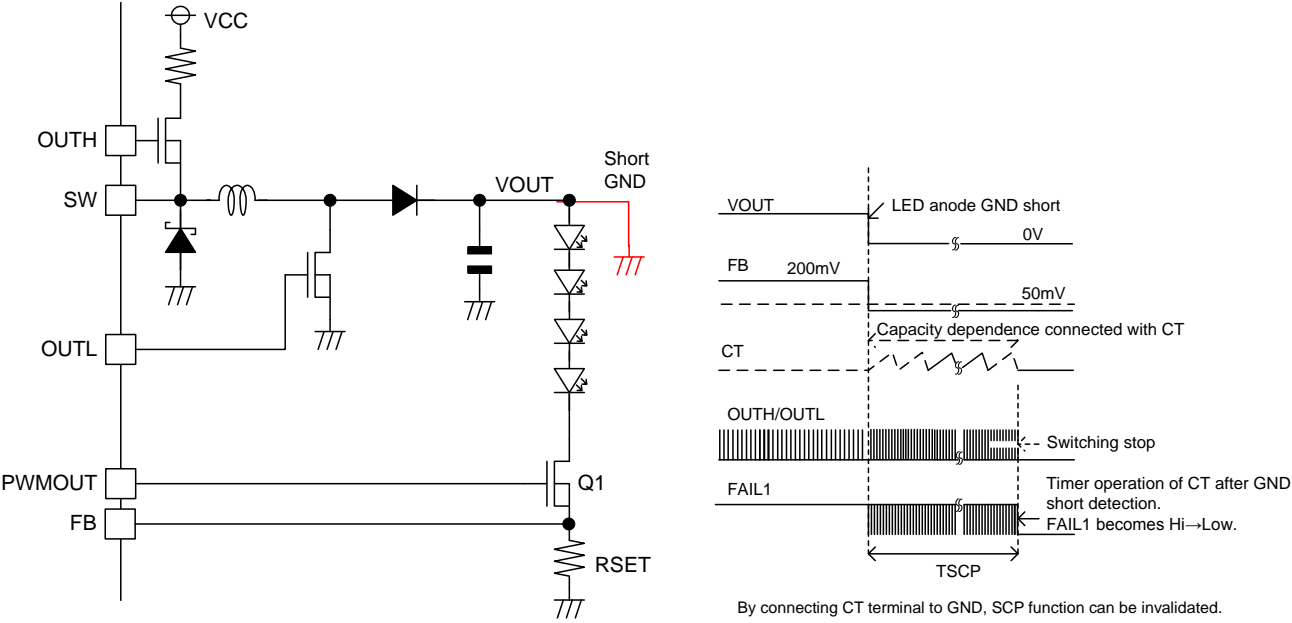 VCC
OUTH
SW
VOUT
Short
GND
OUTL
PWMOUT
Q1
FB
RSET
VOUT
LED anode GND short
0V
FB
200mV
50mV
Capacity dependence connected with CT
CT
OUTH/OUTL
Switching stop
FAIL1
Timer operation of CT after GND
short detection.
FAIL1 becomes Hi→Low.
TSCP
By connecting CT terminal to GND, SCP function can be invalidated.